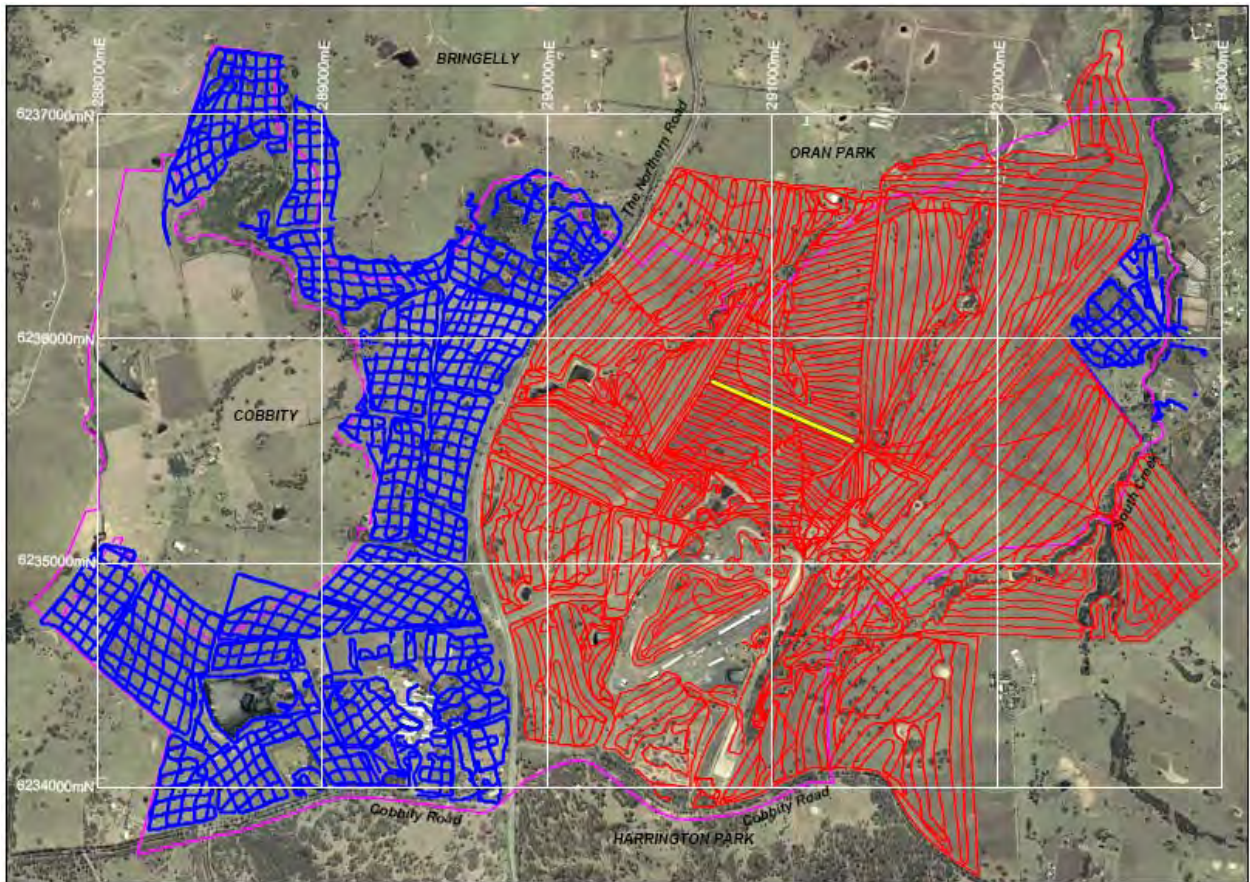 288000mE
289000mE
290000mE
291000mE
292000mE
293000mE
BRINGELLY
6237000mN
The Northern Road
ORAN PARK
6236000mN
COBBITY
South Creek
6235000mN
6234000mN
Cobbity Road
Cobbity Road
HARRINGTON PARK